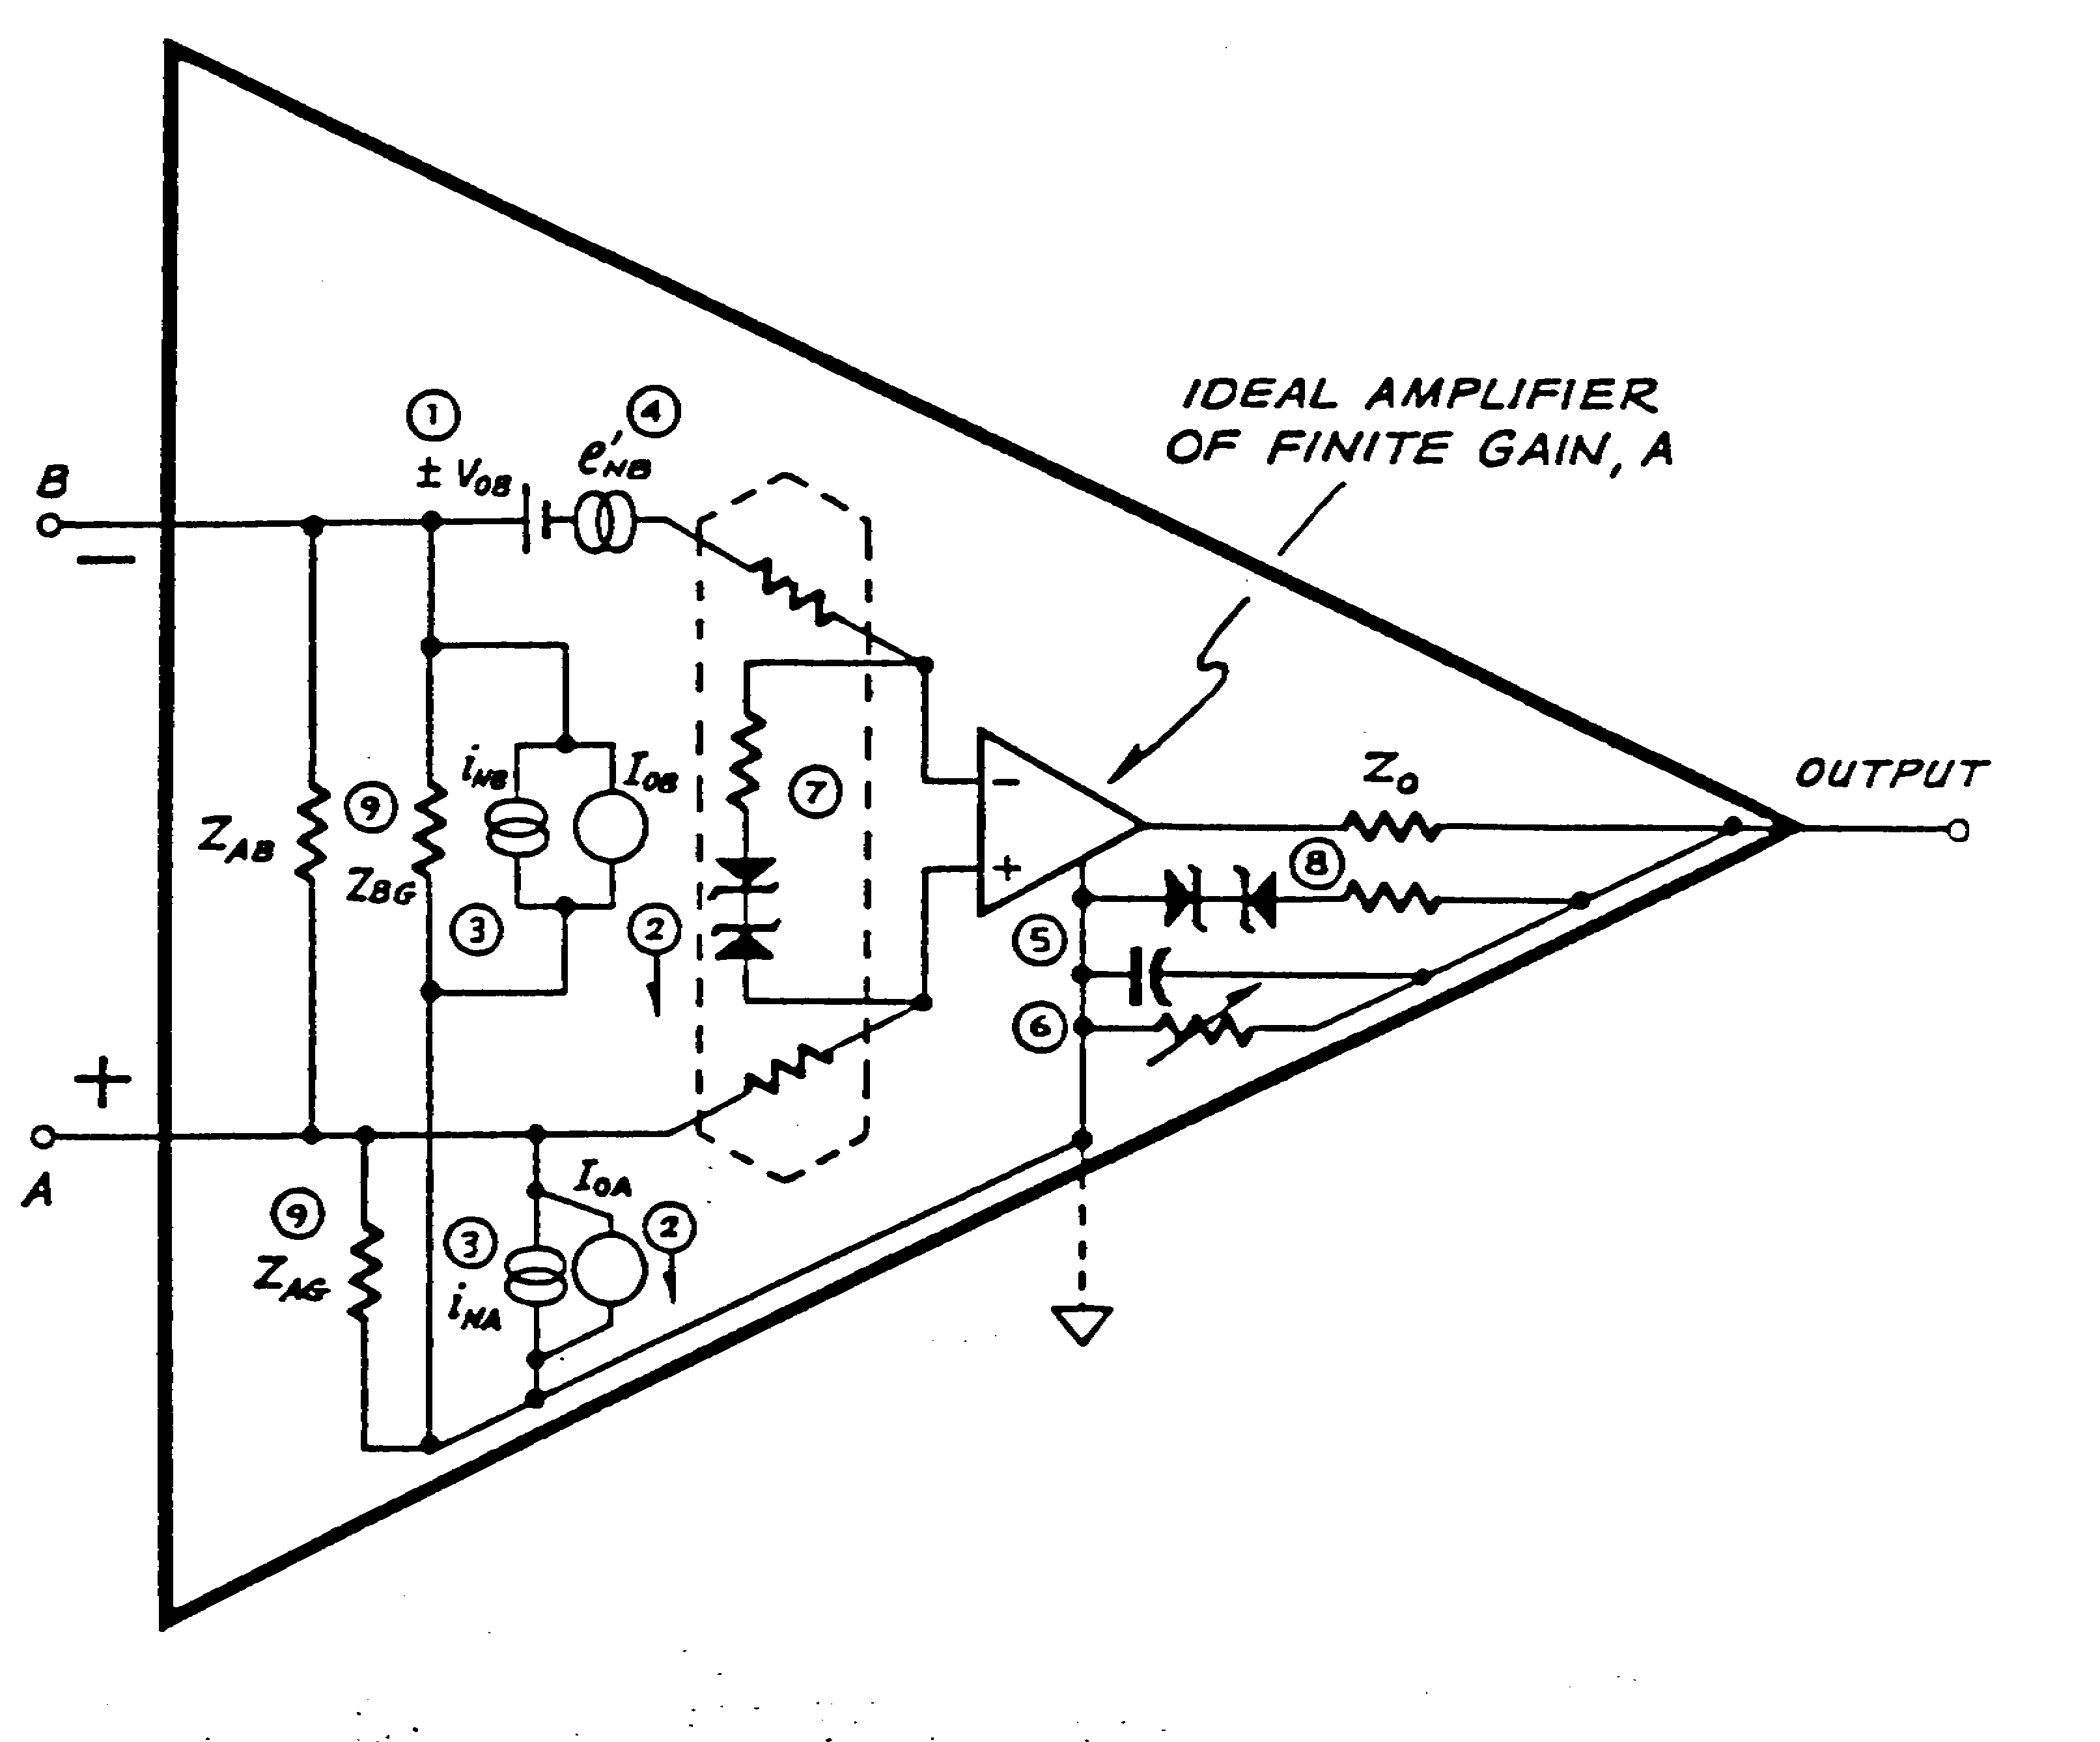 IDEAL AMPLIFIER
OF FINITE GAIN, A
①
④
± V₀B
e′NB
B
−
iNB
I₀B
⑦
−
Z₀
OUTPUT
ZAB
⑨
ZBG
+
⑧
③
②
⑤
⑥
+
A
I₀A
⑨
③
②
ZAG
iNA